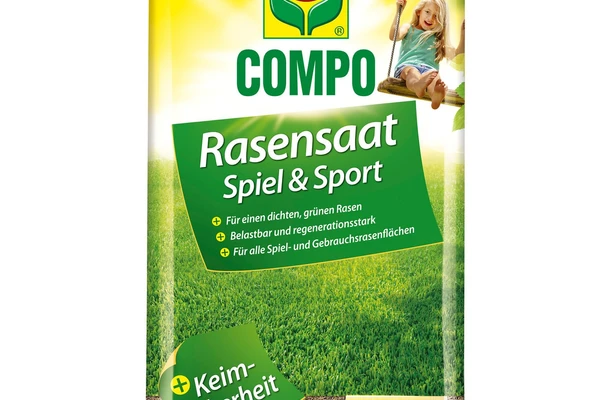 ®
COMPO
Rasensaat
Spiel & Sport
+ Für einen dichten, grünen Rasen
+ Belastbar und regenerationsstark
+ Für alle Spiel- und Gebrauchsrasenflächen
+ Keim-